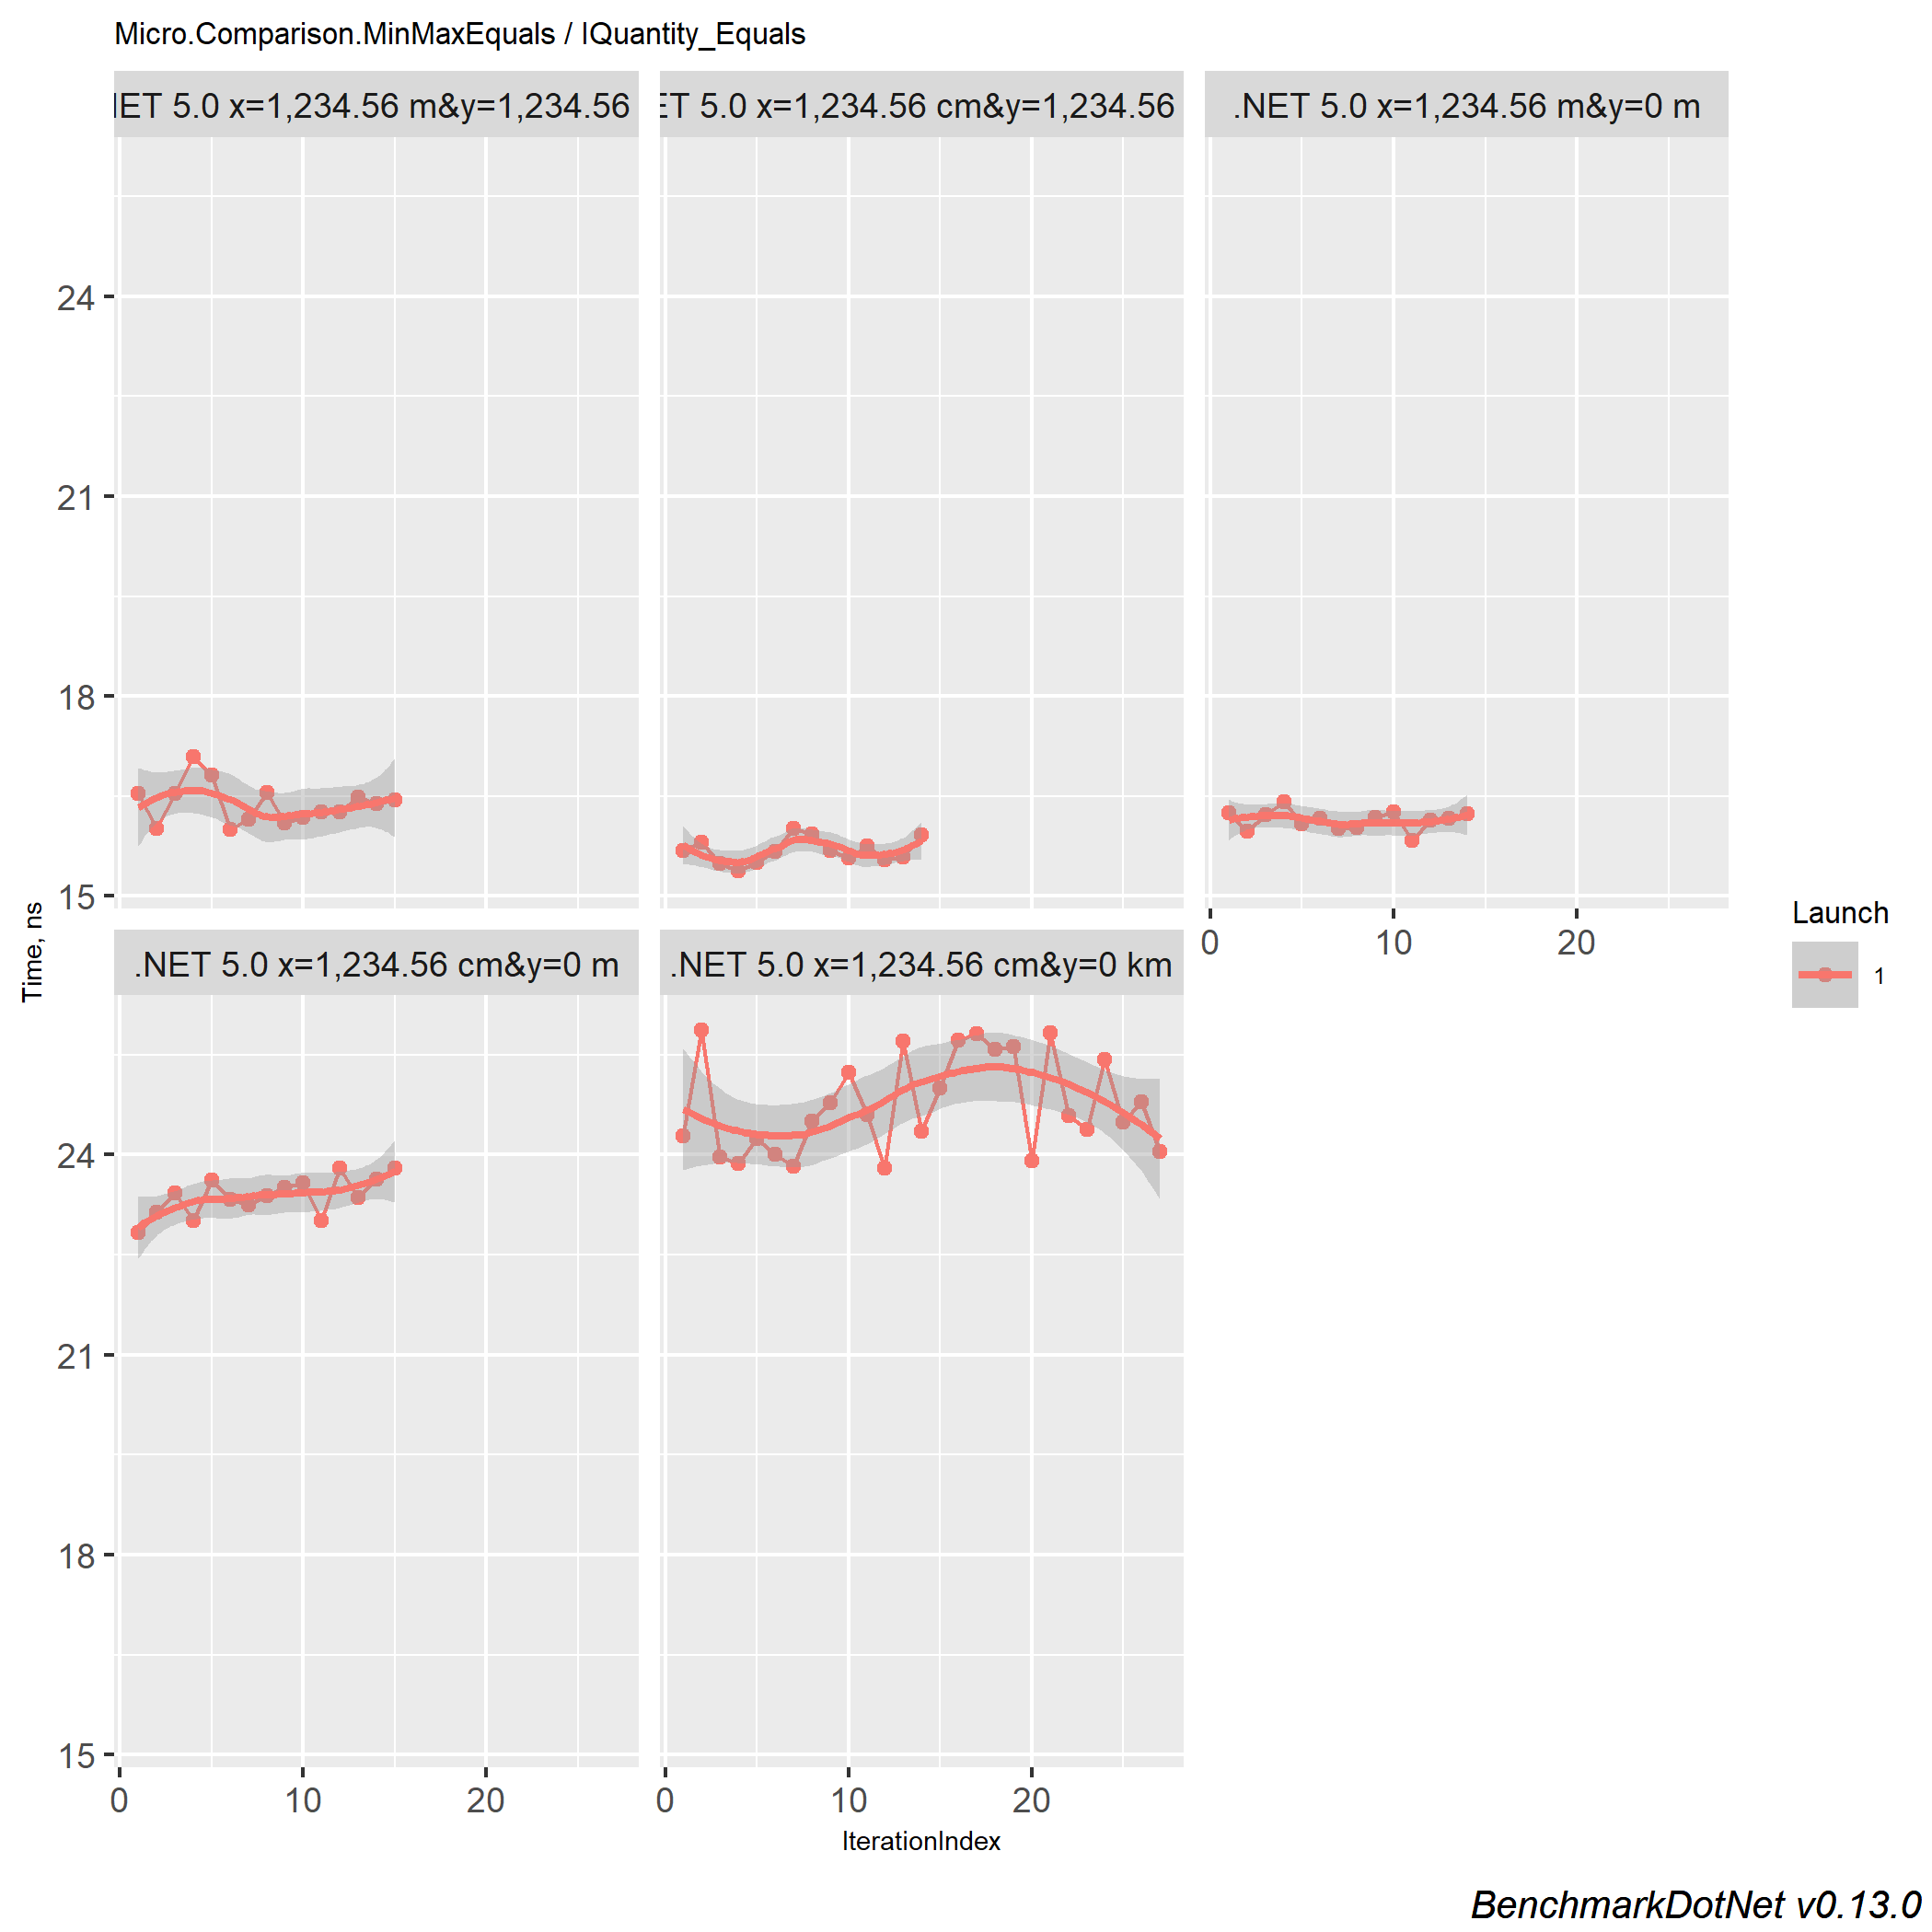 Micro.Comparison.MinMaxEquals / IQuantity_Equals
ET 5.0 x=1,234.56 m&y=1,234.56
ET 5.0 x=1,234.56 cm&y=1,234.56
.NET 5.0 x=1,234.56 m&y=0 m
24
21
18
15
0 10 20
Time, ns
.NET 5.0 x=1,234.56 cm&y=0 m
.NET 5.0 x=1,234.56 cm&y=0 km
24
21
18
15
0 10 20
0 10 20
IterationIndex
Launch
1
BenchmarkDotNet v0.13.0